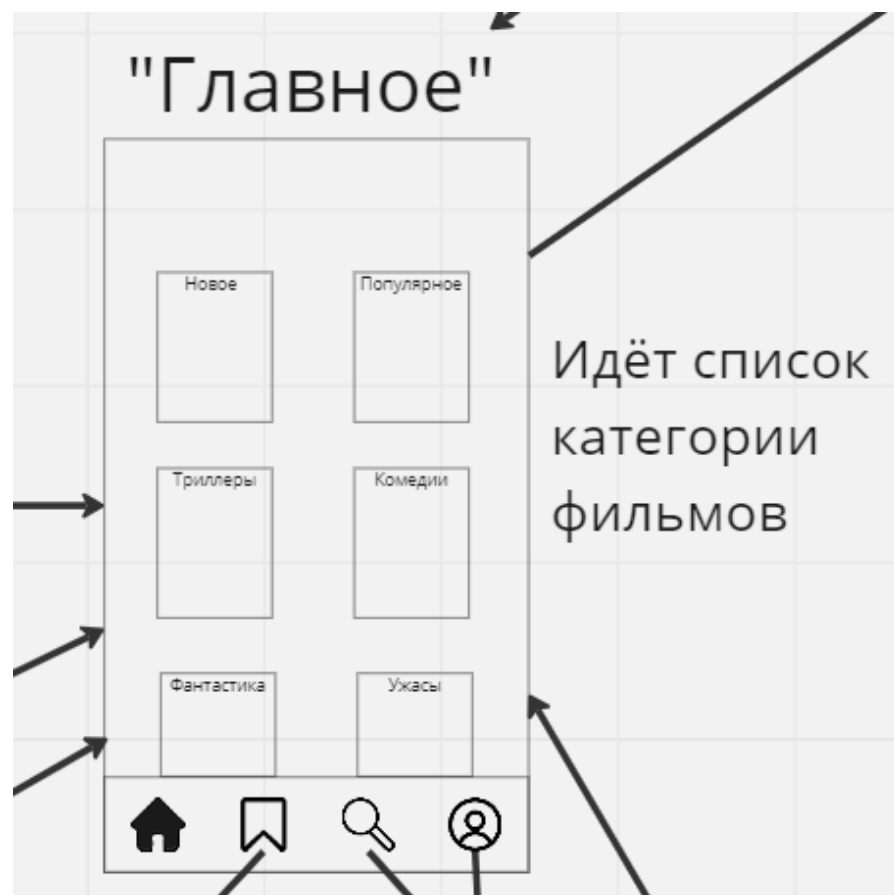 "Главное"
Новое
Популярное
Идёт список
категории
фильмов
Триллеры
Комедии
Фантастика
Ужасы